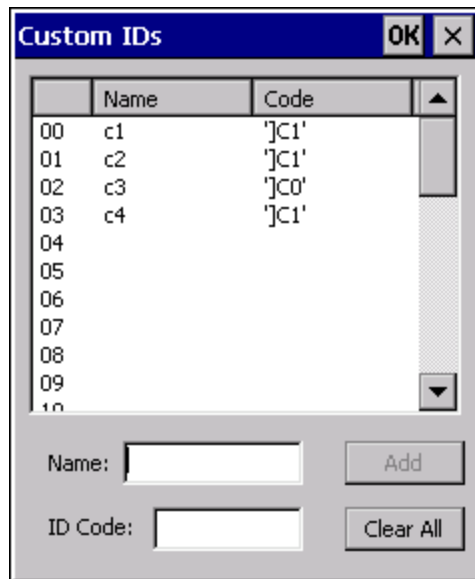 Custom IDs OK ×
Name Code
00 c1 ']C1'
01 c2 ']C1'
02 c3 ']C0'
03 c4 ']C1'
04
05
06
07
08
09
10
Name: Add
ID Code: Clear All